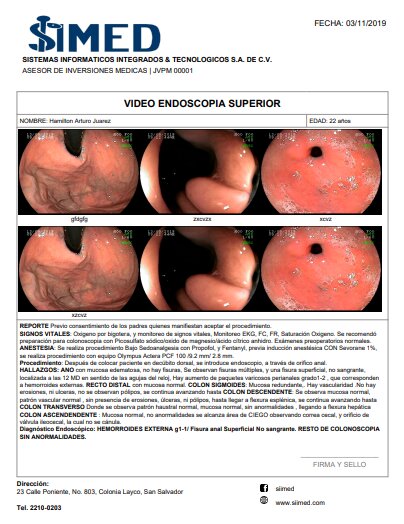 SIMED
FECHA: 03/11/2019
SISTEMAS INFORMATICOS INTEGRADOS & TECNOLOGICOS S.A. DE C.V.
ASESOR DE INVERSIONES MEDICAS | JVPM 00001
VIDEO ENDOSCOPIA SUPERIOR
NOMBRE: Hamilton Arturo Juarez
EDAD: 22 años
gfdgfg
zxcvzx
xcvz
xzcvz
REPORTE Previo consentimiento de los padres quienes manifiestan aceptar el procedimiento.
SIGNOS VITALES: Oxigeno por bigotera, y monitoreo de signos vitales, Monitoreo EKG, FC, FR, Saturación Oxigeno. Se recomendó
preparación para colonoscopia con Picosulfato sódico/oxido de magnesio/ácido cítrico anhidro. Exámenes preoperatorios normales.
ANESTESIA: Se realiza procedimiento Bajo Sedoanalgesia con Propofol, y Fentanyl, previa inducción anestésica CON Sevorane 1%,
se realiza procedimiento con equipo Olympus Actera PCF 100 /9.2 mm/ 2.8 mm.
Procedimiento: Después de colocar paciente en decúbito dorsal, se introduce endoscopio, a través de orifico anal.
HALLAZGOS: ANO con mucosa edematosa, no hay fisuras, Se observan fisuras múltiples, y una fisura superficial, no sangrante,
localizada a las 12 MD en sentido de las agujas del reloj, Hay aumento de paquetes varicosos perianales grado1-2 , que corresponden
a hemorroides externas. RECTO DISTAL con mucosa normal. COLON SIGMOIDES: Mucosa redundante,. Hay vascularidad .No hay
erosiones, ni ulceras, no se observan pólipos, se continua avanzando hasta COLON DESCENDENTE: Se observa mucosa normal,
patrón vascular normal , sin presencia de erosiones, úlceras, ni pólipos, hasta llegar a flexura esplénica, se continua avanzando hasta
COLON TRANSVERSO Donde se observa patrón haustral normal, mucosa normal, sin anormalidades , llegando a flexura hepática
COLON ASCENDENDENTE : Mucosa normal, no anormalidades se alcanza área de CIEGO observando cornea cecal, y orificio de
válvula ileocecal, la cual no se cánula.
Diagnóstico Endoscópico: HEMORROIDES EXTERNA g1-1/ Fisura anal Superficial No sangrante. RESTO DE COLONOSCOPIA
SIN ANORMALIDADES.
FIRMA Y SELLO
Dirección:
23 Calle Poniente, No. 803, Colonia Layco, San Salvador
Tel. 2210-0203
siimed
www.siimed.com